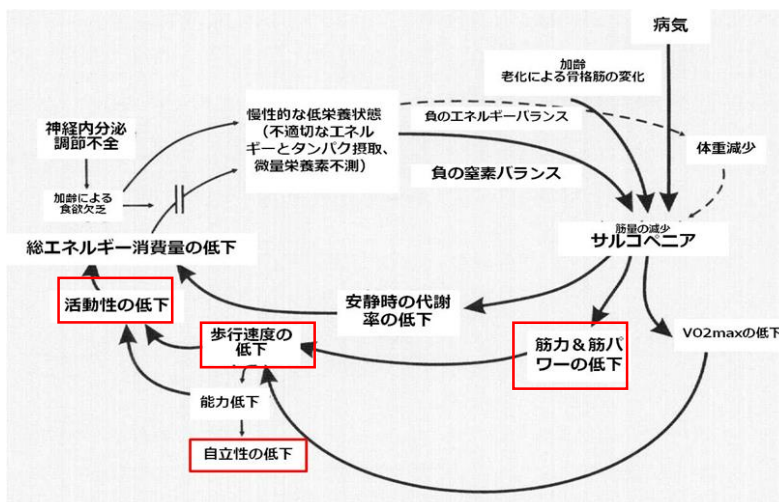 病気
加齢
老化による骨格筋の変化
慢性的な低栄養状態
（不適切なエネル
ギーとタンパク摂取、
微量栄養素不測）
負のエネルギーバランス
神経内分泌
調節不全
体重減少
負の窒素バランス
加齢による
食欲欠乏
筋量の減少
サルコペニア
総エネルギー消費量の低下
活動性の低下
安静時の代謝
率の低下
歩行速度の
低下
筋力&筋パ
ワーの低下
VO2maxの低下
能力低下
自立性の低下